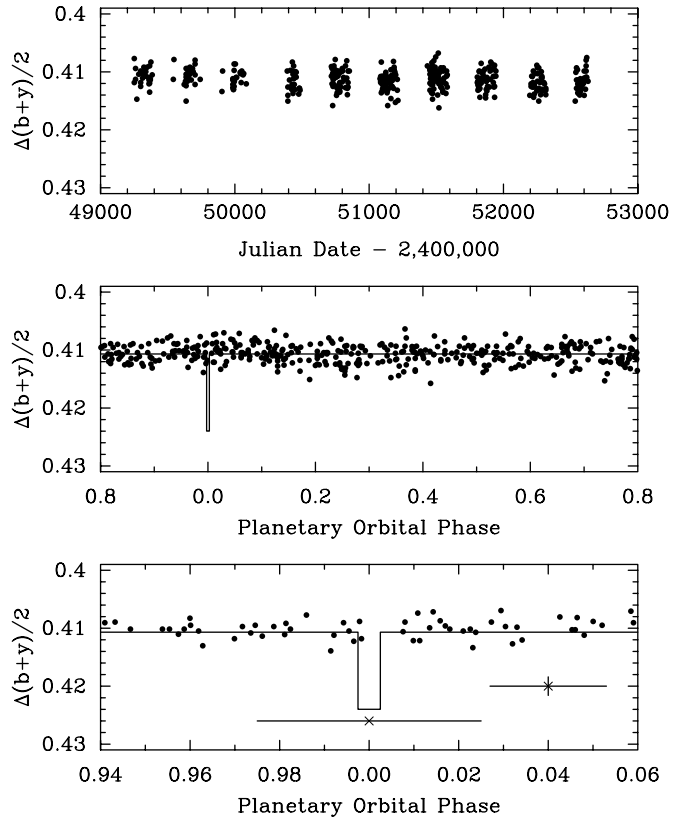 0.4
0.41
0.42
0.43
Δ(b+y)/2
49000 50000 51000 52000 53000
Julian Date − 2,400,000
0.4
0.41
0.42
0.43
Δ(b+y)/2
0.8 0.0 0.2 0.4 0.6 0.8
Planetary Orbital Phase
0.4
0.41
0.42
0.43
Δ(b+y)/2
0.94 0.96 0.98 0.00 0.02 0.04 0.06
Planetary Orbital Phase